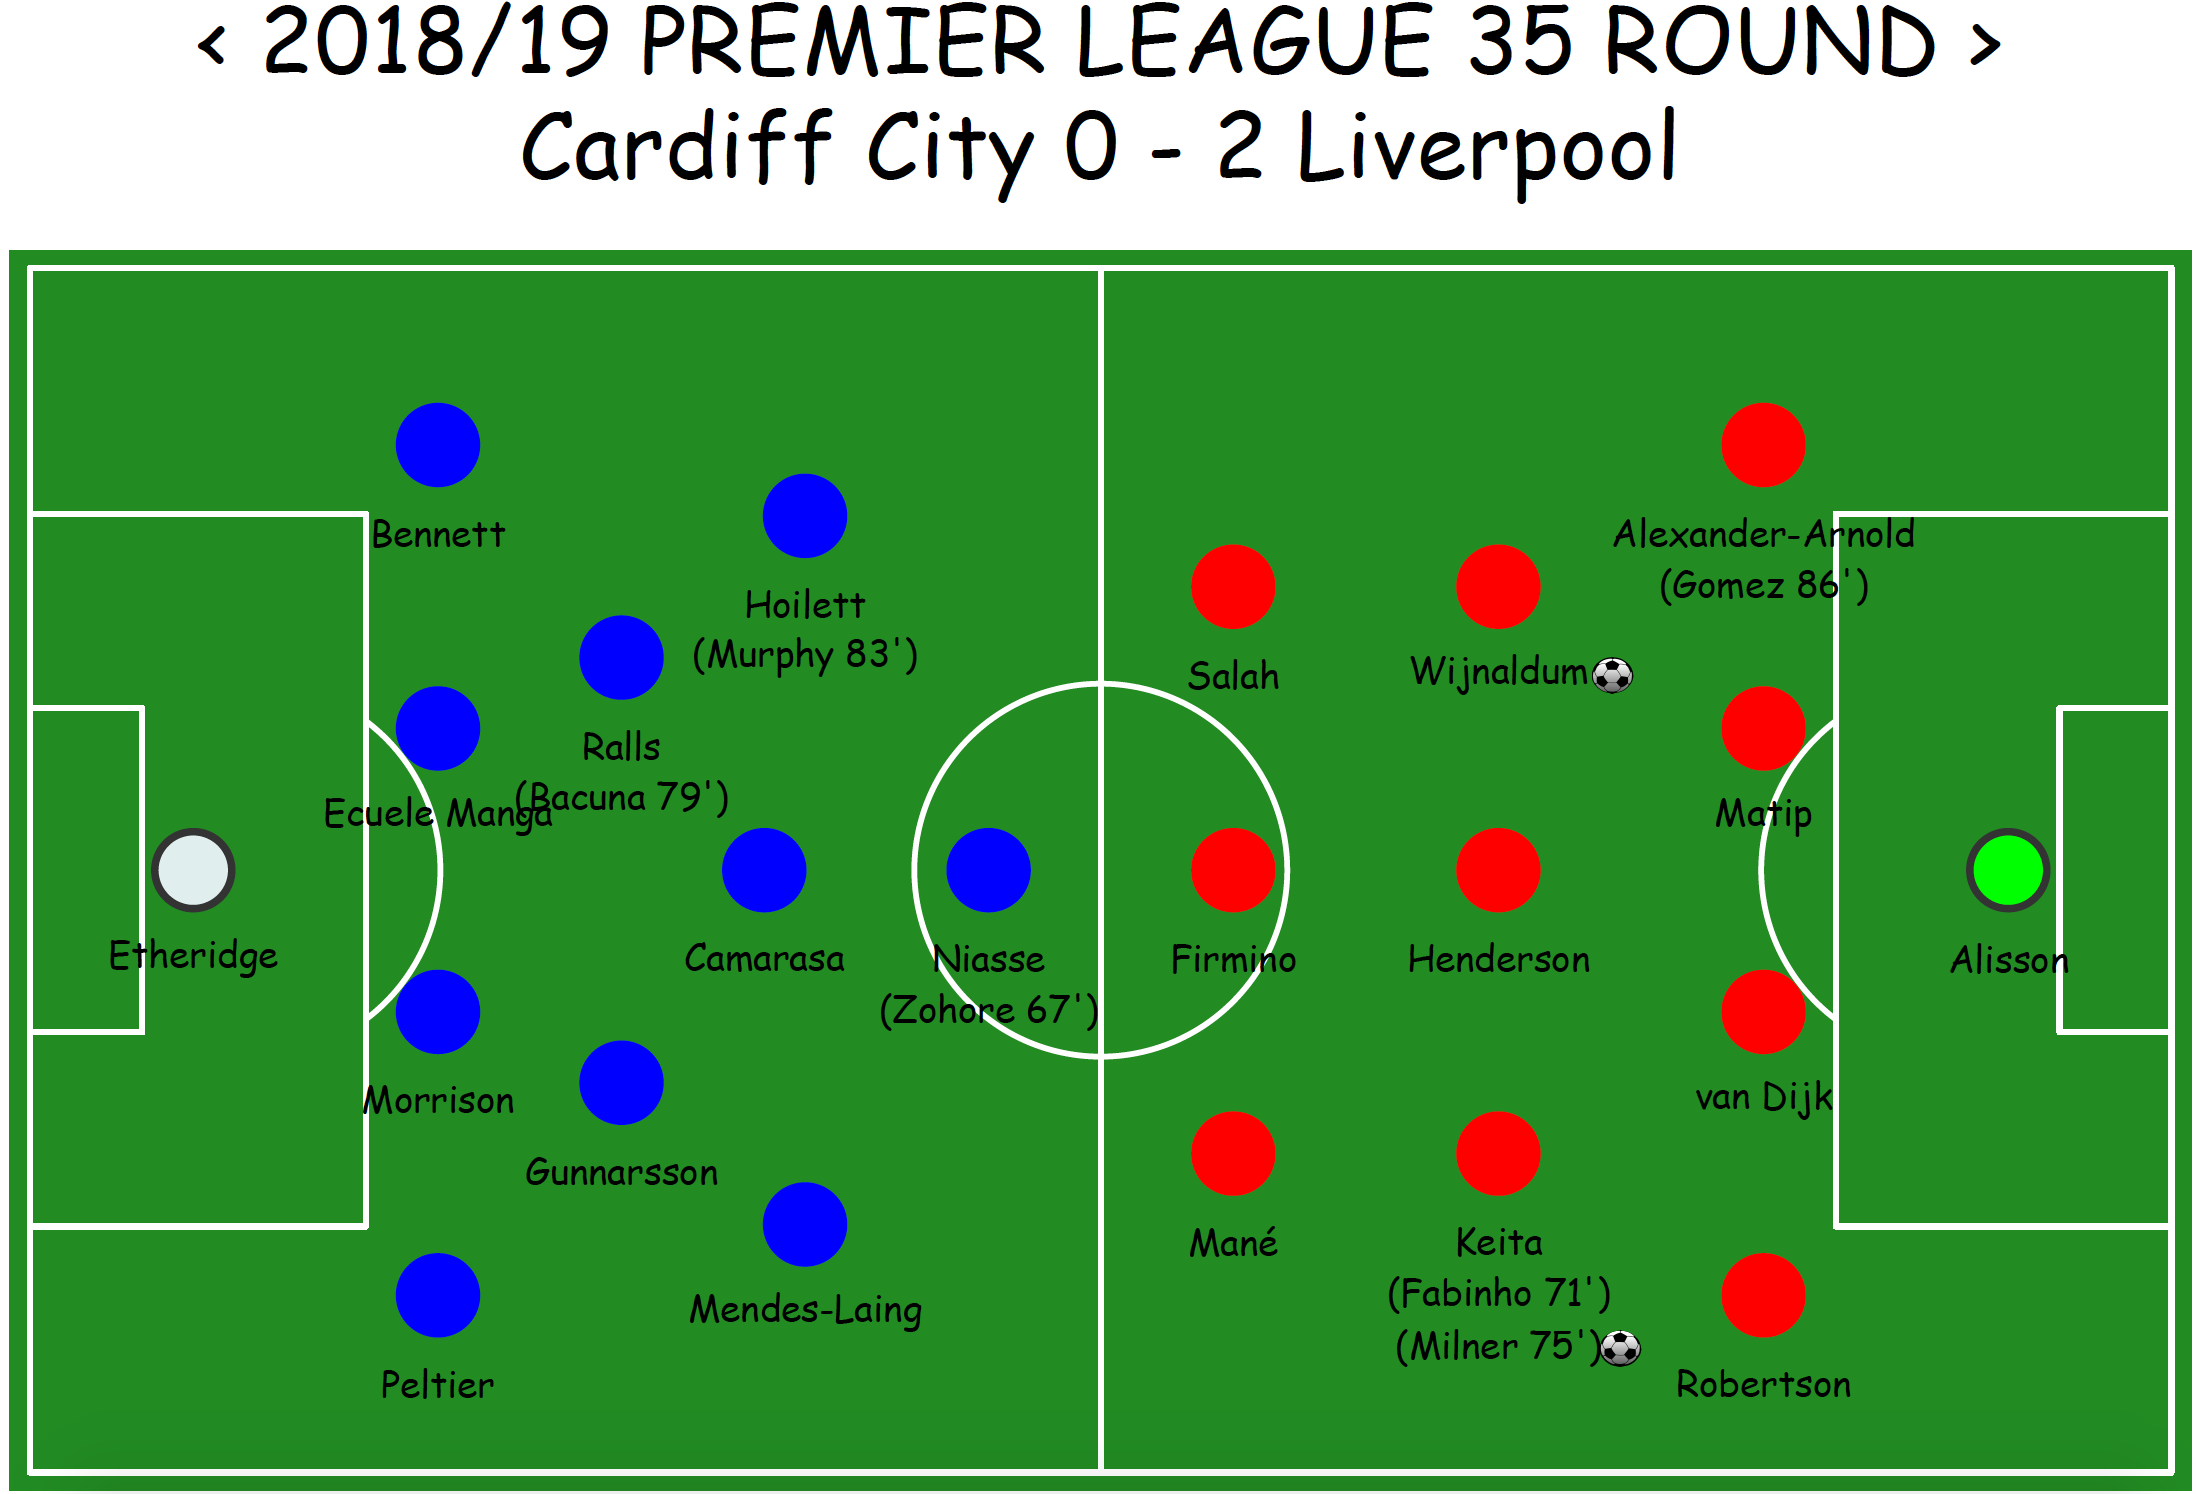 < 2018/19 PREMIER LEAGUE 35 ROUND >
Cardiff City 0 - 2 Liverpool
Bennett
Hoilett
(Murphy 83')
Ralls
(Bacuna 79')
Ecuele Manga
Etheridge
Camarasa
Niasse
(Zohore 67')
Morrison
Gunnarsson
Mendes-Laing
Peltier
Salah
Wijnaldum
Alexander-Arnold
(Gomez 86')
Matip
Firmino
Henderson
Alisson
van Dijk
Mané
Keita
(Fabinho 71')
(Milner 75')
Robertson